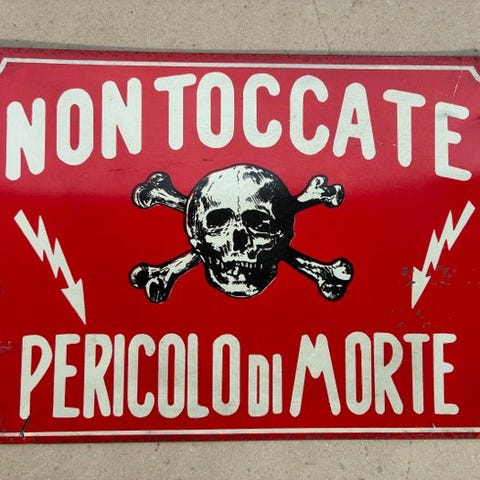 NON TOCCATE
PERICOLO DI MORTE